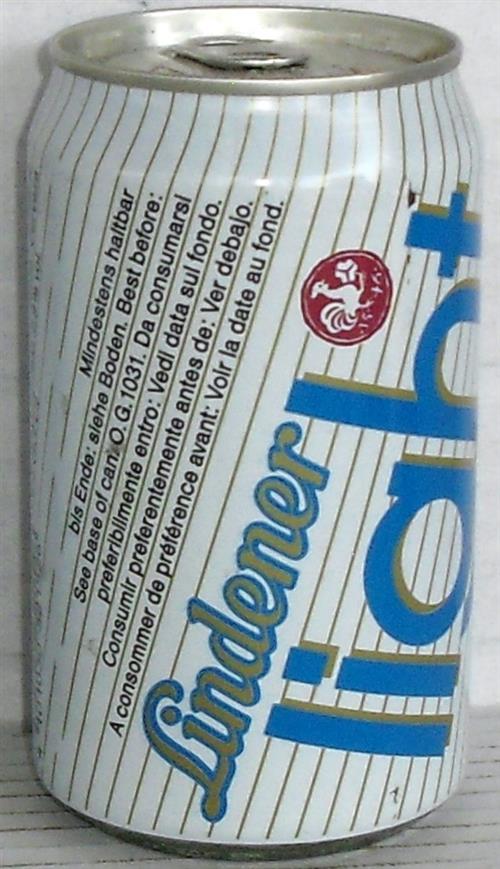 Mindestens haltbar
bis Ende: siehe Boden. Best before:
See base of can. O.G.1031. Da consumarsi
preferibilmente entro: Vedi data sul fondo.
Consumir preferentemente antes de: Ver debajo.
A consommer de préférence avant: Voir la date au fond.
Lindener
light